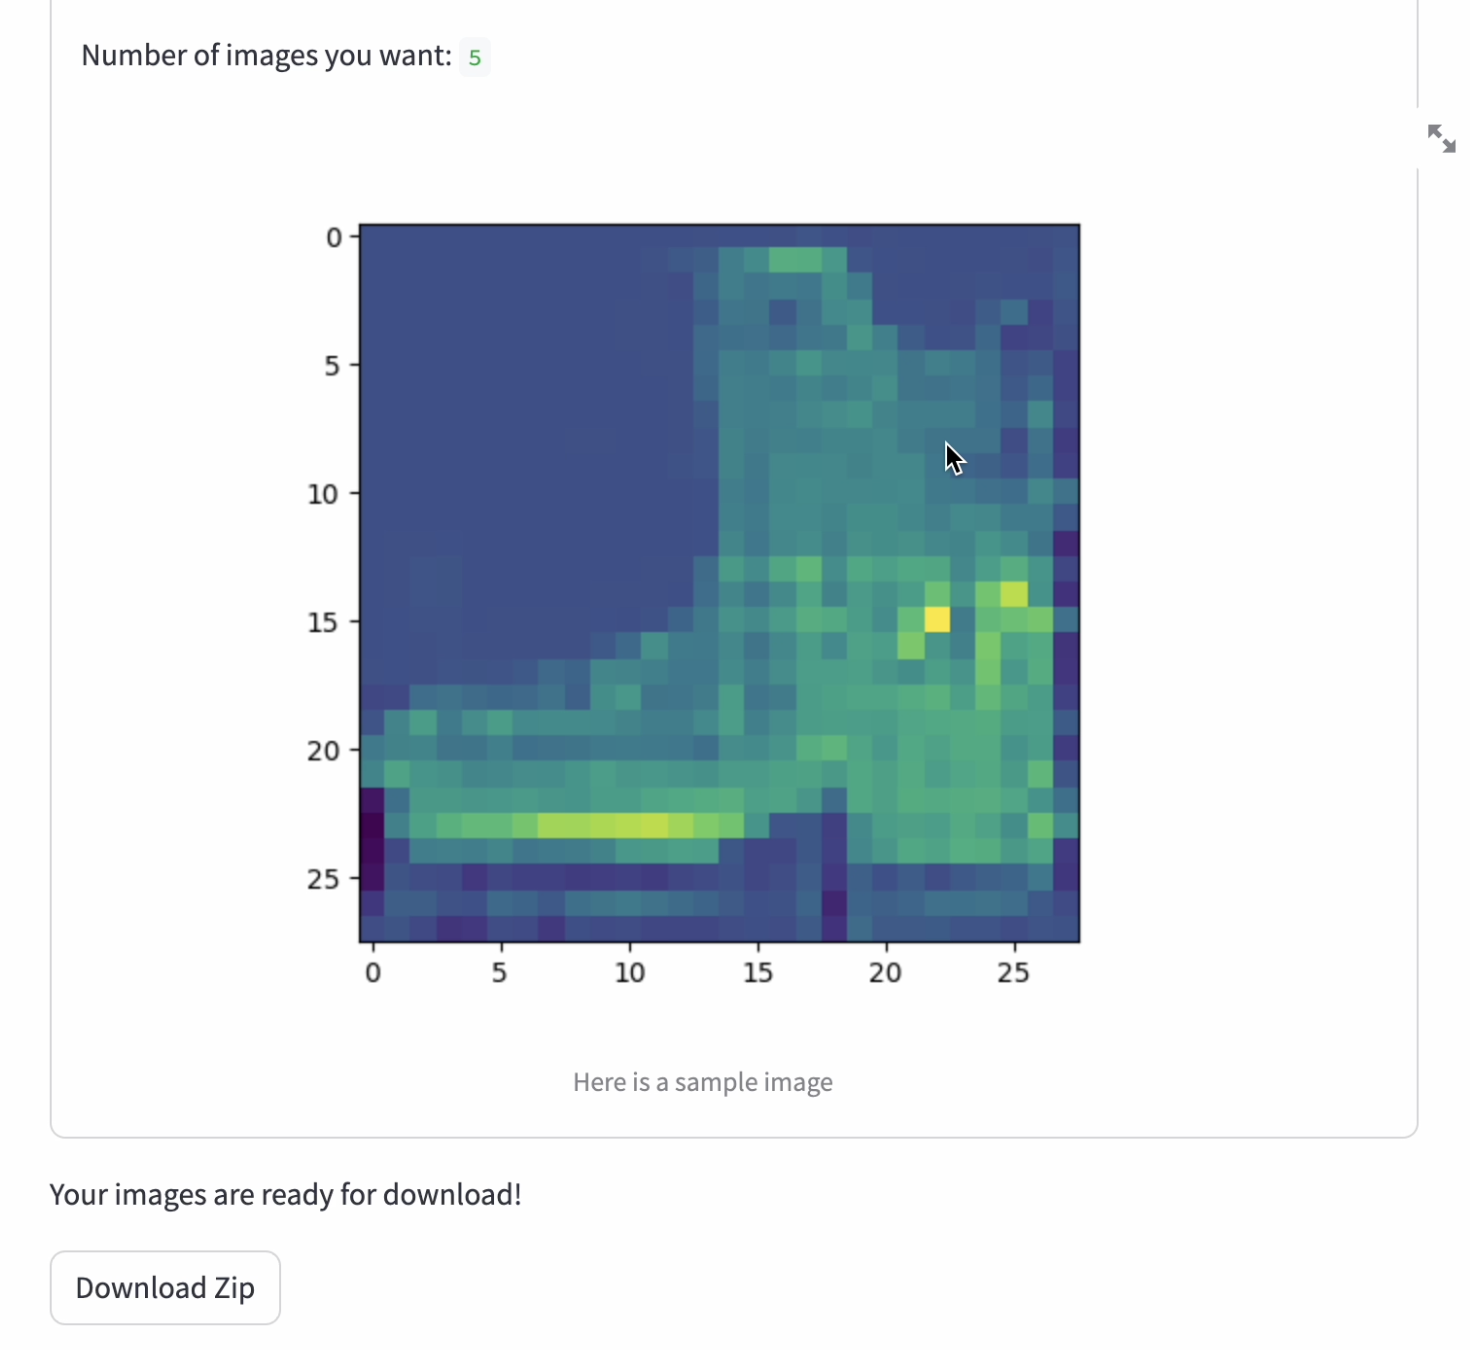 Number of images you want: 5
0
5
10
15
20
25
0 5 10 15 20 25
Here is a sample image
Your images are ready for download!
Download Zip